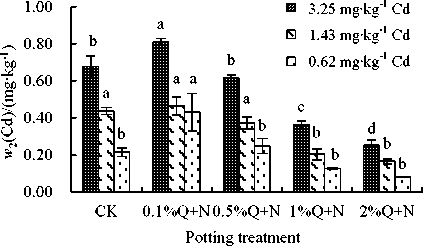 1.00
0.80
0.60
0.40
0.20
0.00
w₂(Cd)/(mg·kg⁻¹)
3.25 mg·kg⁻¹ Cd
1.43 mg·kg⁻¹ Cd
0.62 mg·kg⁻¹ Cd
b a b
a a a
b a b
c b b
d b b
CK 0.1%Q+N 0.5%Q+N 1%Q+N 2%Q+N
Potting treatment